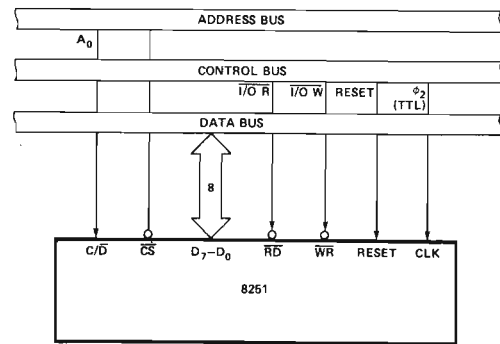 ADDRESS BUS
A₀
CONTROL BUS
I/O R I/O W RESET ϕ₂ (TTL)
DATA BUS
8
C/D CS D₇–D₀ RD WR RESET CLK
8251